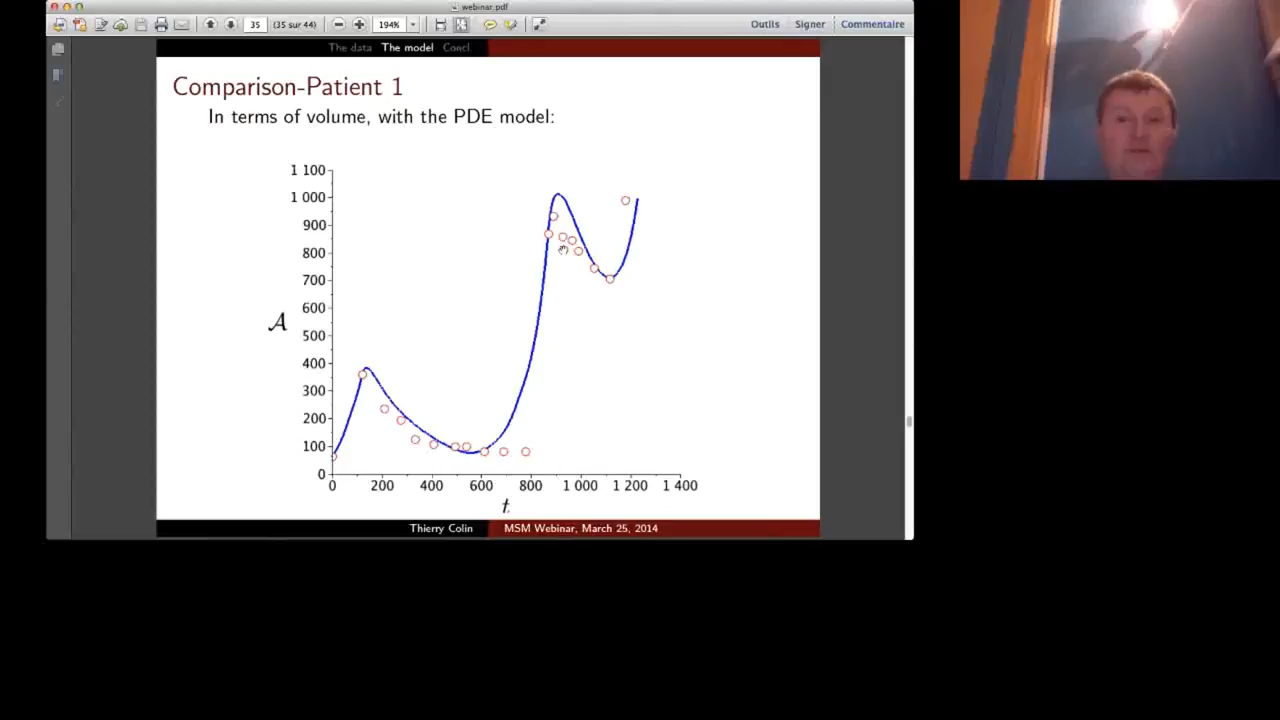 webinar.pdf
35 (35 sur 44) 194% Outils Signer Commentaire
The data The model Concl
Comparison-Patient 1
In terms of volume, with the PDE model:
1 100
1 000
900
800
700
600
500
400
300
200
100
0
A
0 200 400 600 800 1 000 1 200 1 400
t
Thierry Colin MSM Webinar, March 25, 2014